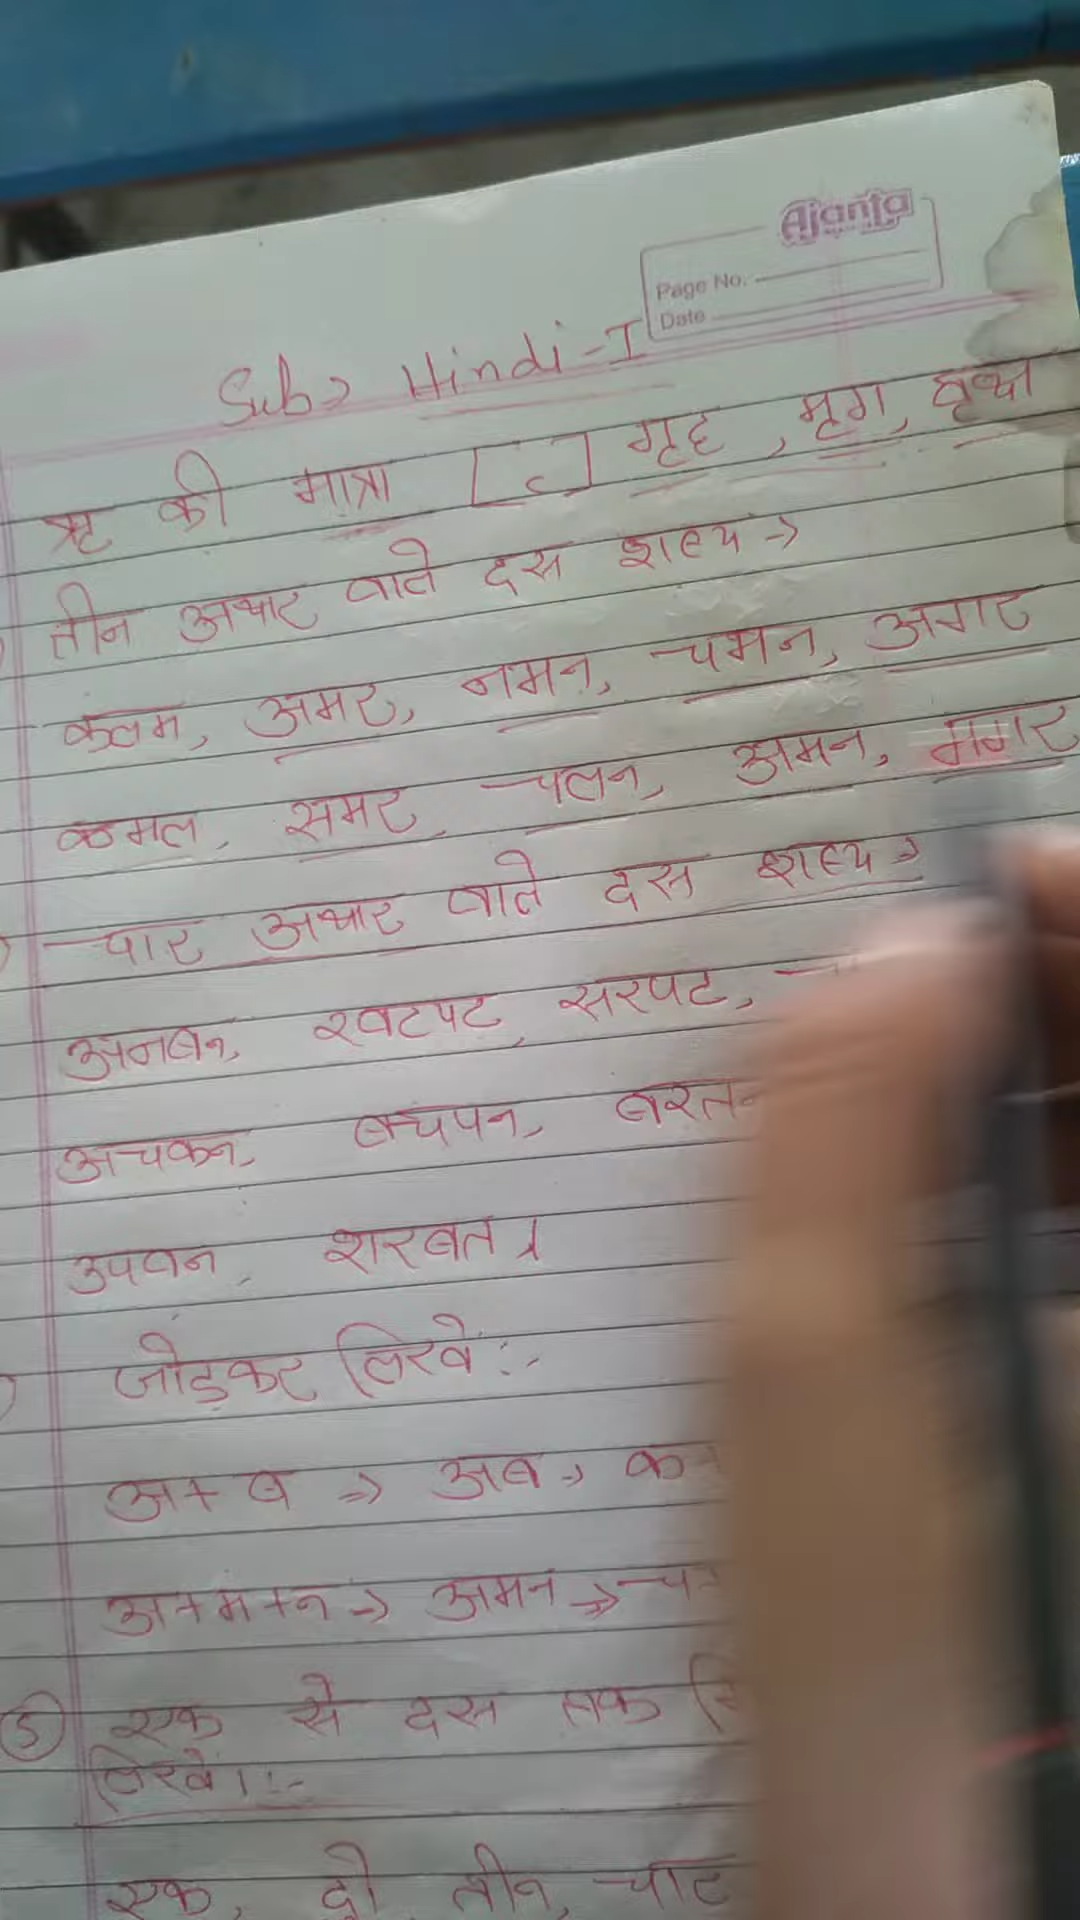 Ajanta
Page No.
Date
Sub→ Hindi-I
ऋ की मात्रा [ ृ ] गृह, मृग, वृक्ष
तीन अक्षर वाले दस शब्द →
कलम, अमर, नमन, चमन, अगर
कमल, समर, चलन, अमन, मगर
चार अक्षर वाले दस शब्द →
अनबन, खटपट, सरपट,
अचकन, बचपन, बरतन
उपवन, शरबत।
जोड़कर लिखे:-
अ+ब → अब, क
अ+म+न → अमन →
(5) एक से दस तक
लिखे।:-
एक, दो, तीन, चार